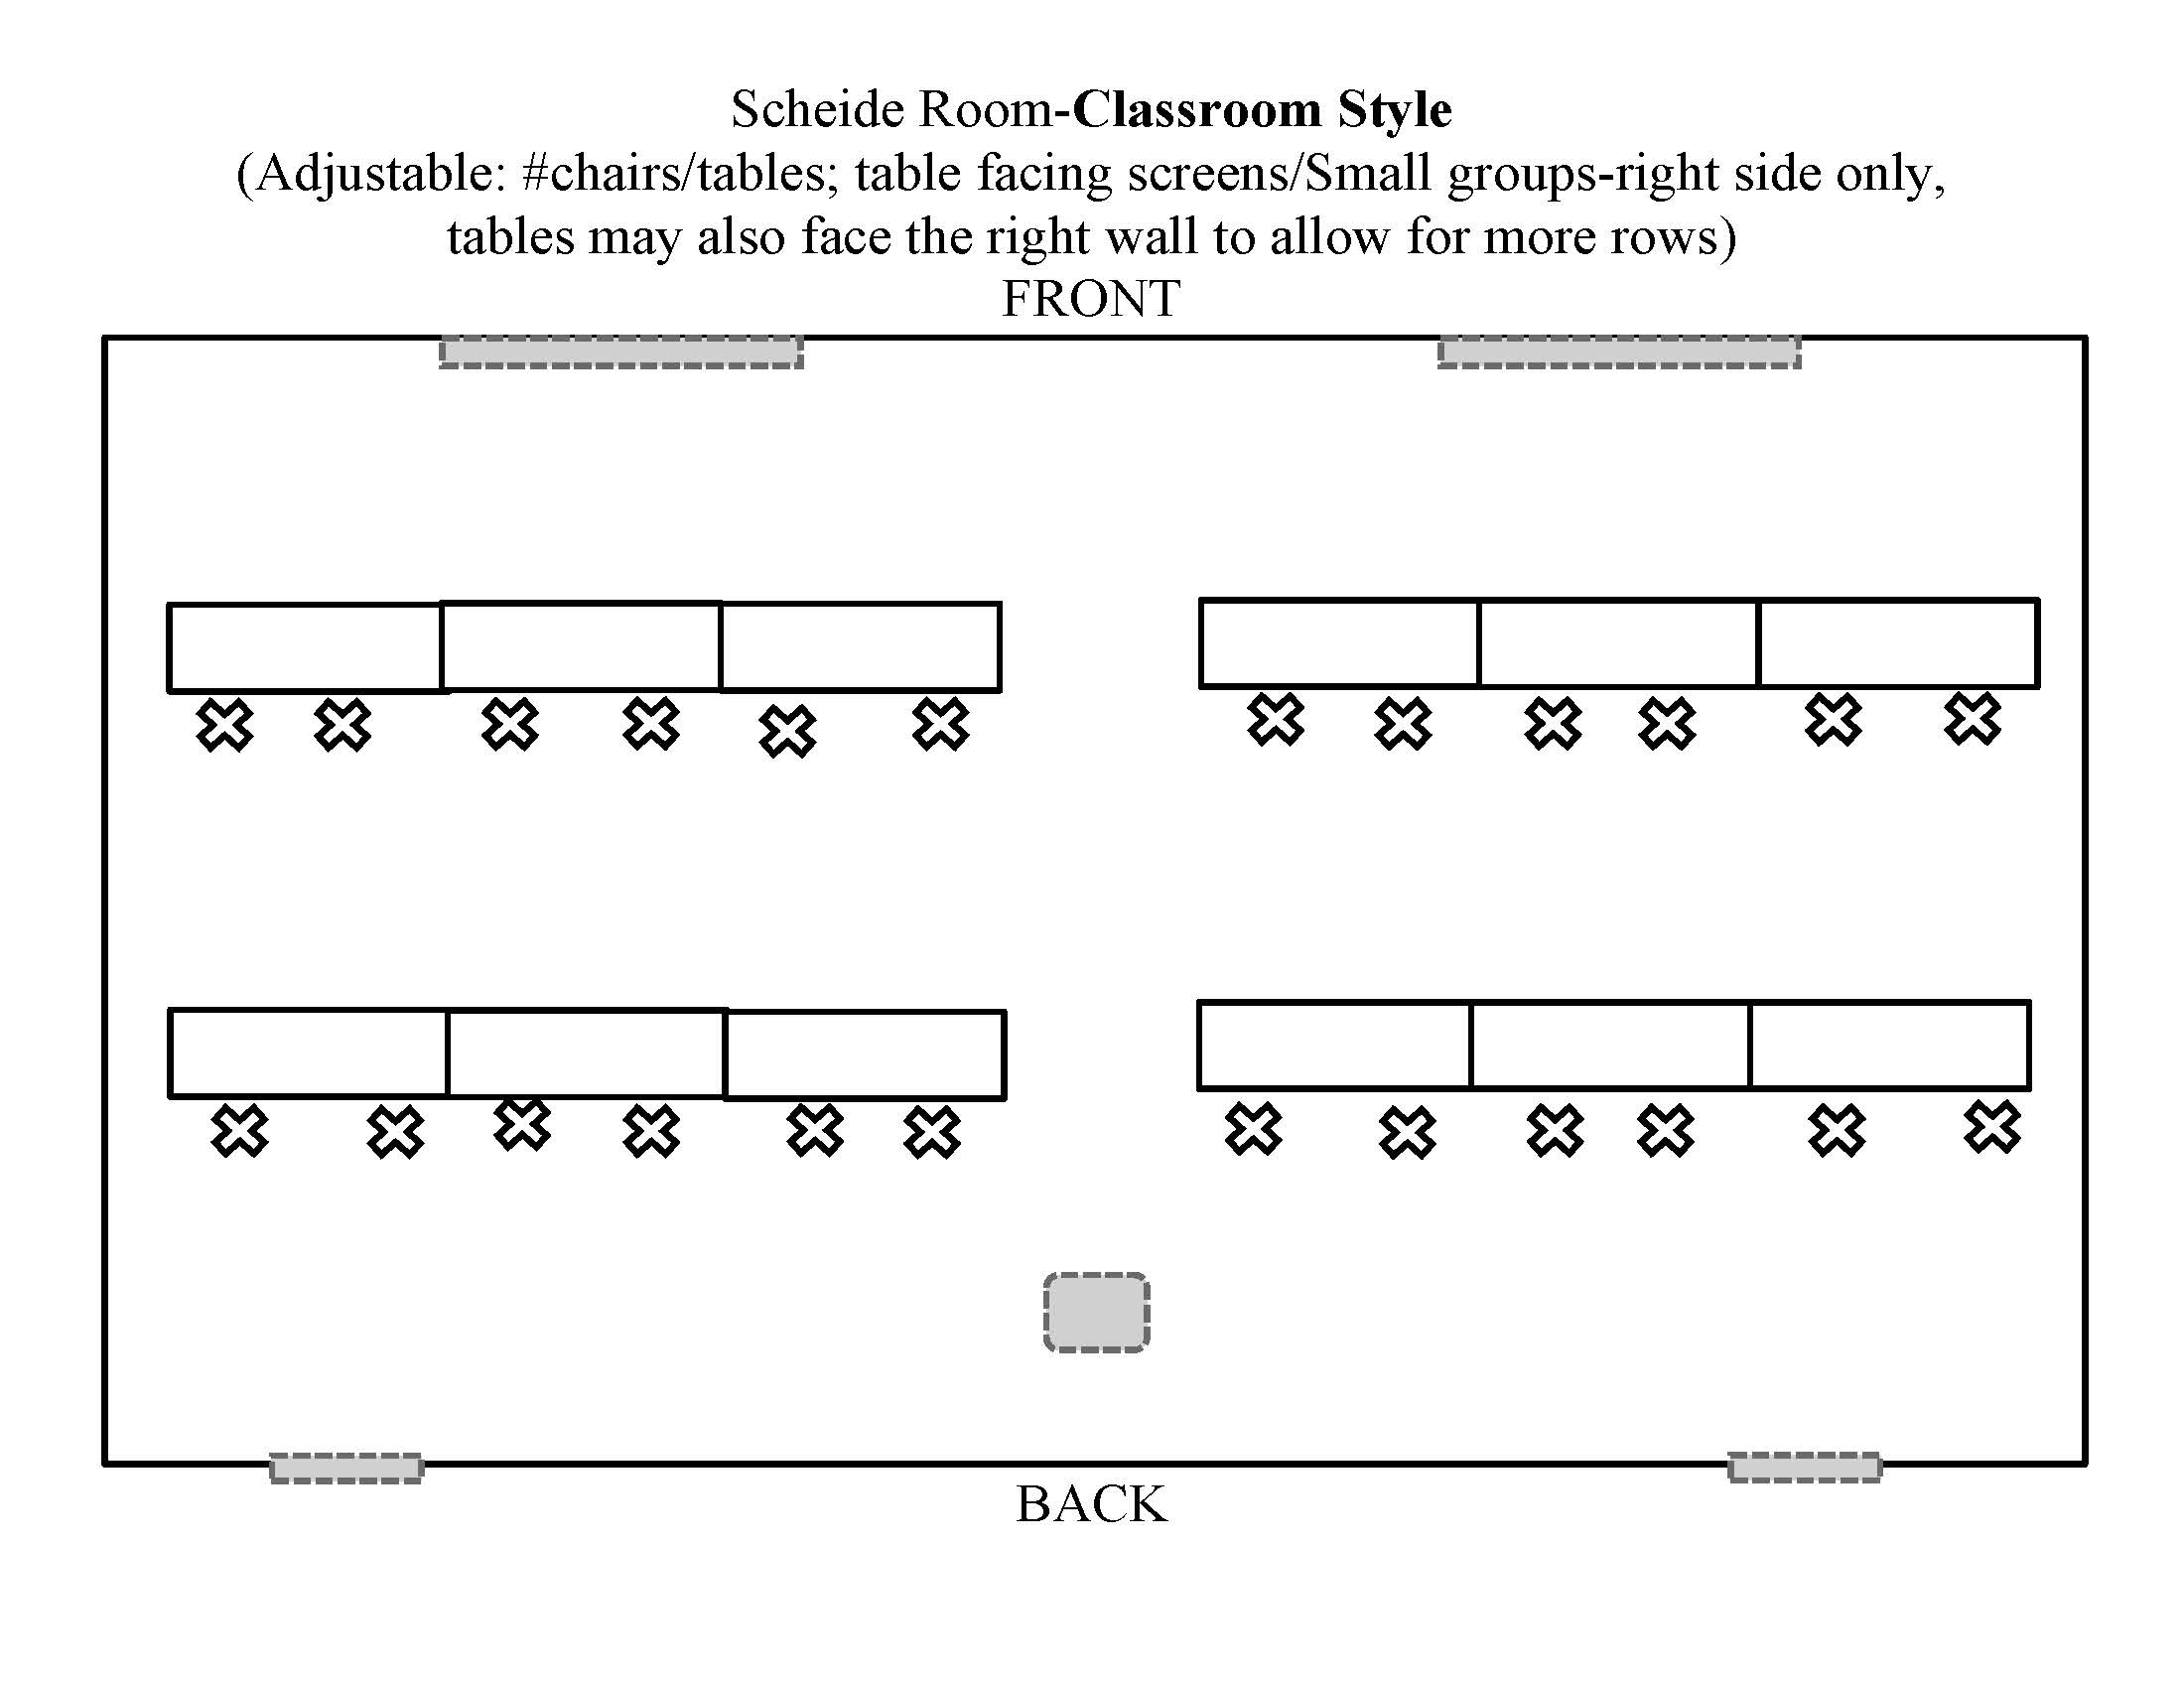 Scheide Room-Classroom Style
(Adjustable: #chairs/tables; table facing screens/Small groups-right side only,
tables may also face the right wall to allow for more rows)
FRONT
BACK